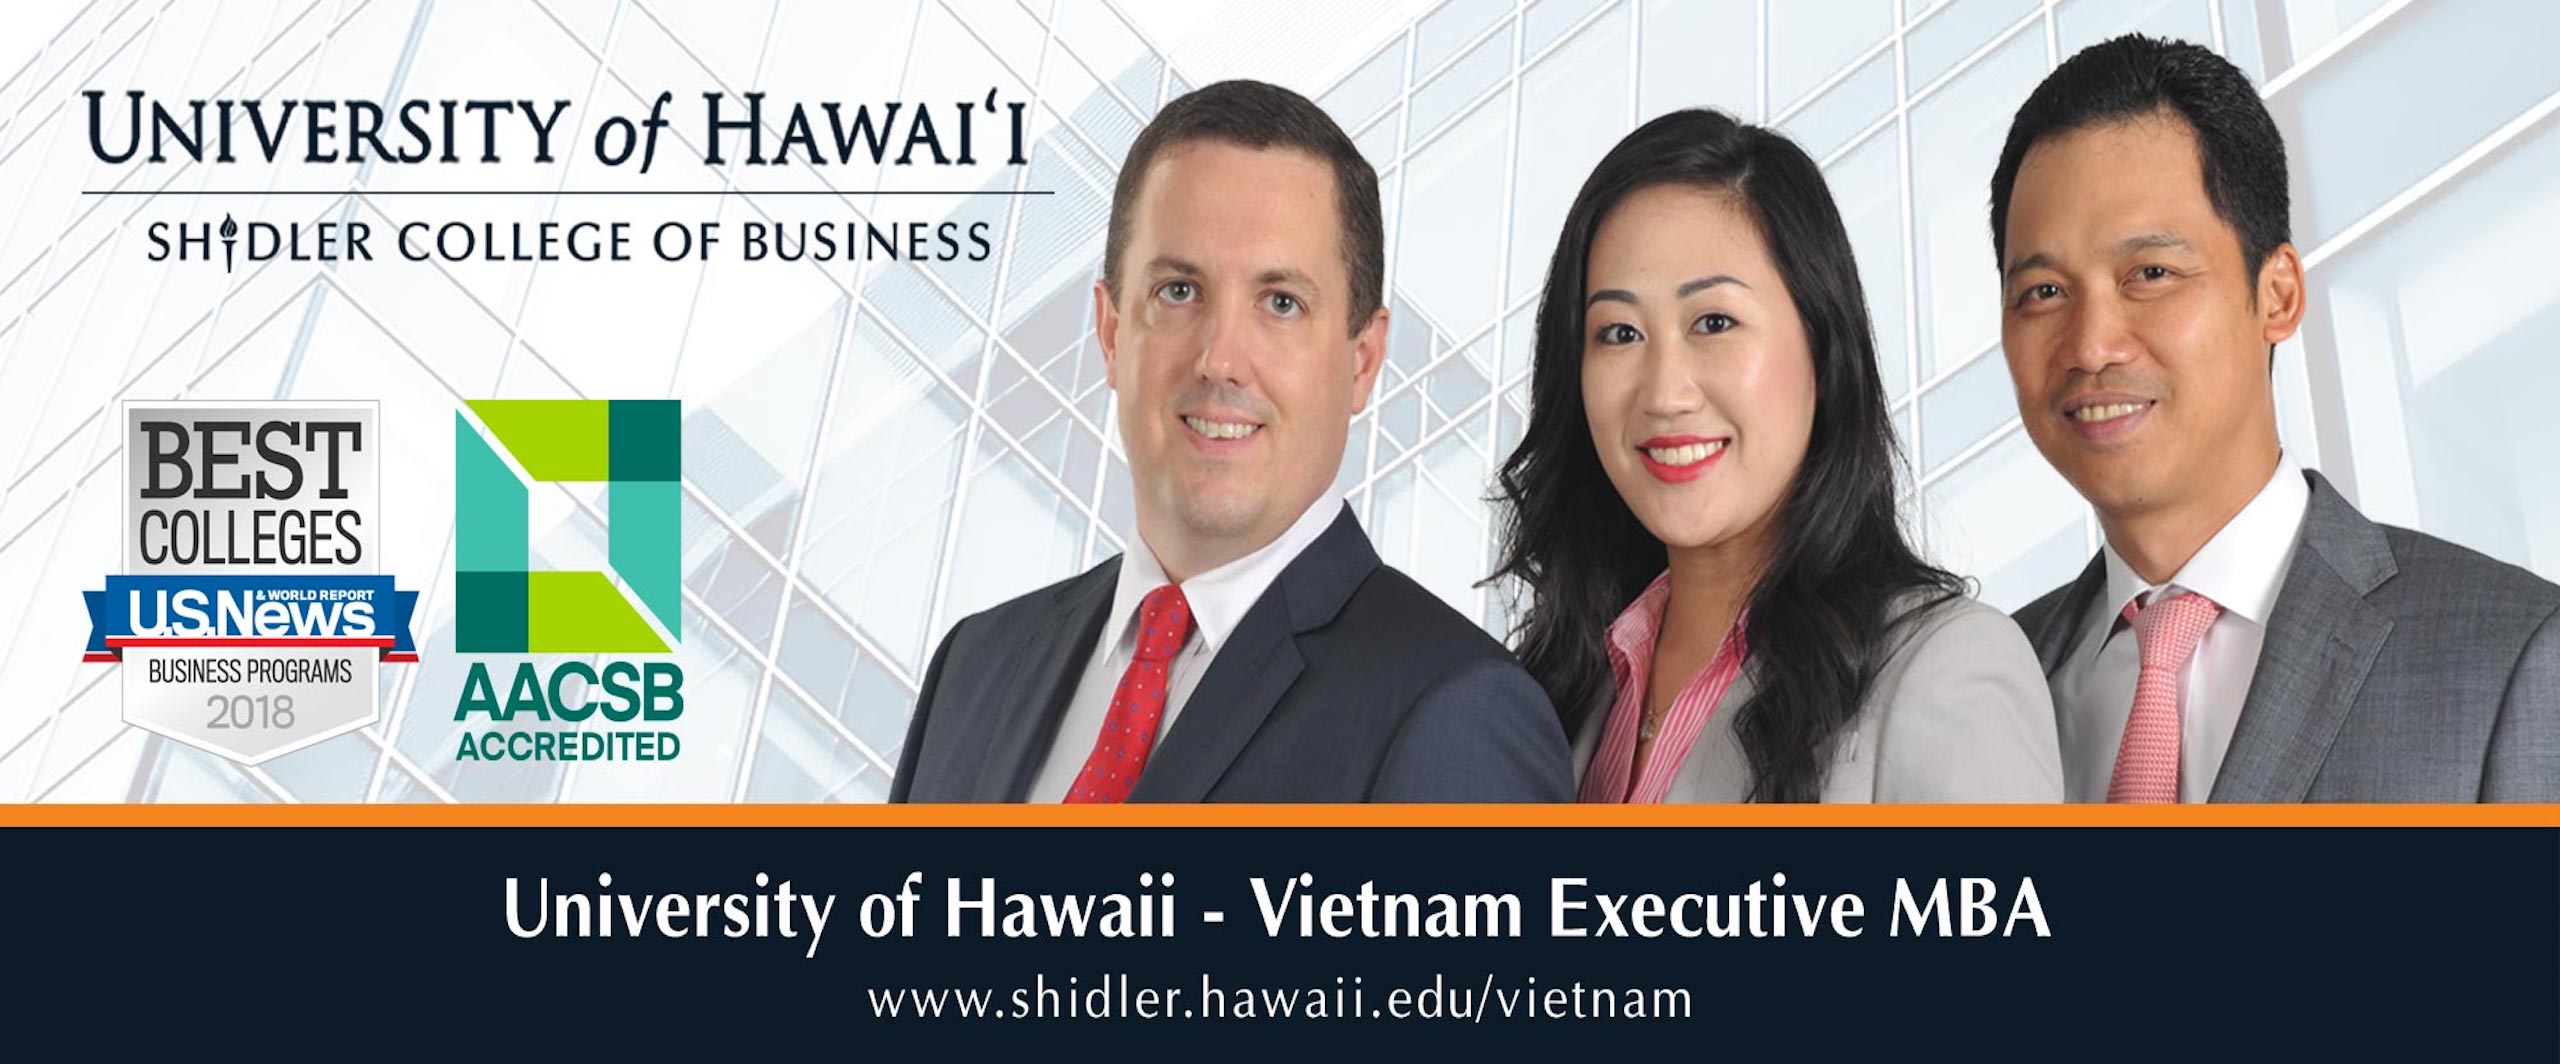 UNIVERSITY of HAWAIʻI
SHIDLER COLLEGE OF BUSINESS
BEST
COLLEGES
U.S.News & WORLD REPORT
BUSINESS PROGRAMS
2018
AACSB
ACCREDITED
University of Hawaii - Vietnam Executive MBA
www.shidler.hawaii.edu/vietnam